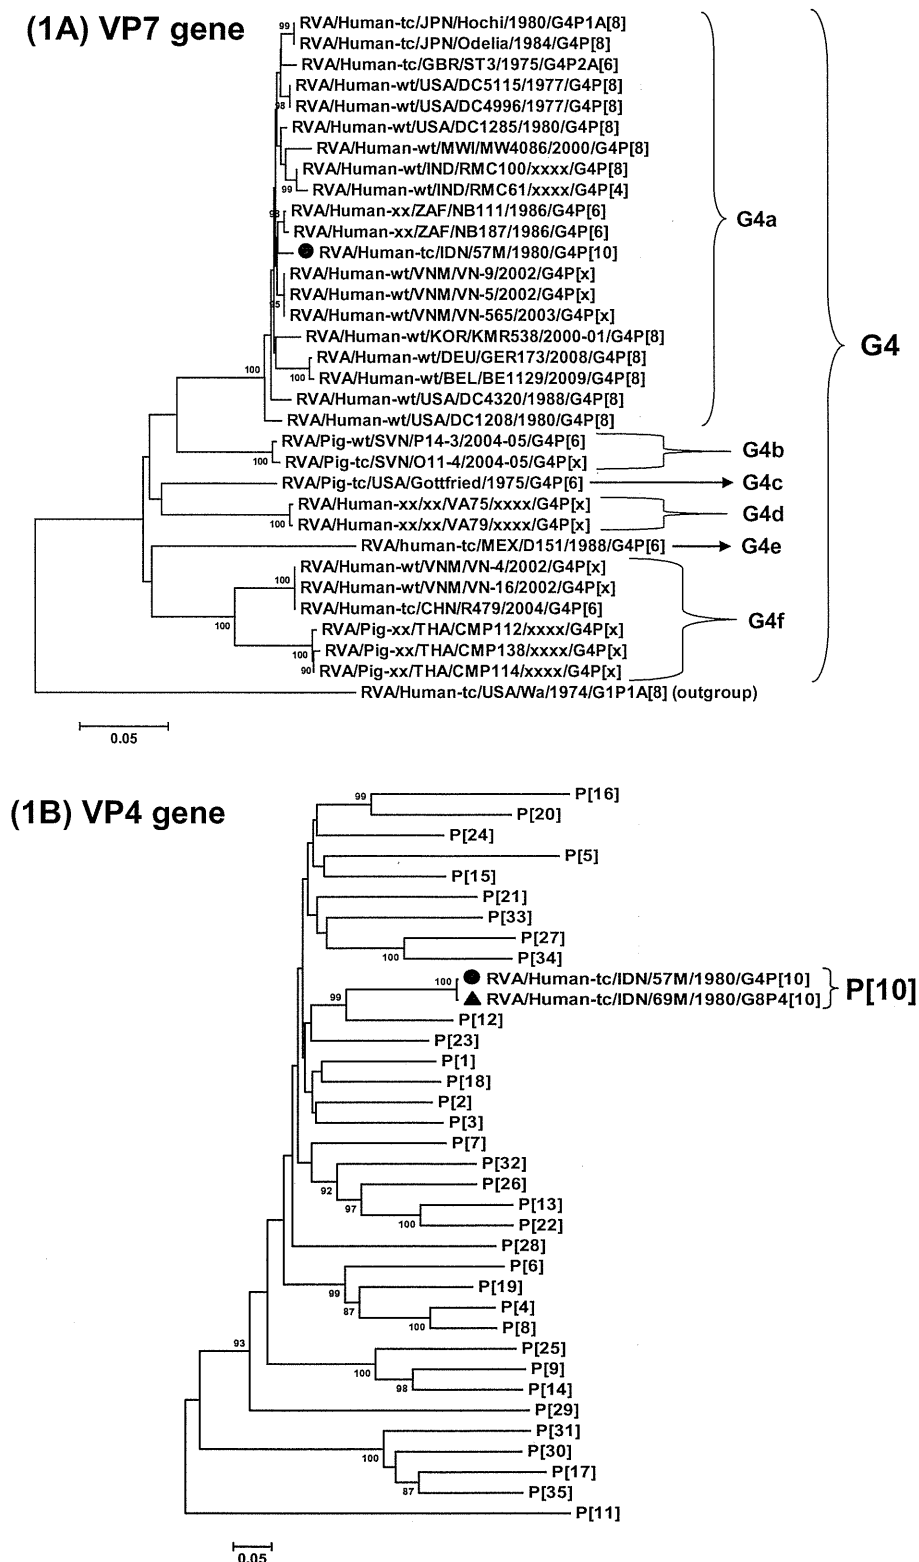 (1A) VP7 gene
99
RVA/Human-tc/JPN/Hochi/1980/G4P1A[8]
RVA/Human-tc/JPN/Odelia/1984/G4P[8]
RVA/Human-tc/GBR/ST3/1975/G4P2A[6]
RVA/Human-wt/USA/DC5115/1977/G4P[8]
98
RVA/Human-wt/USA/DC4996/1977/G4P[8]
RVA/Human-wt/USA/DC1285/1980/G4P[8]
RVA/Human-wt/MWI/MW4086/2000/G4P[8]
RVA/Human-wt/IND/RMC100/xxxx/G4P[8]
99
RVA/Human-wt/IND/RMC61/xxxx/G4P[4]
RVA/Human-xx/ZAF/NB111/1986/G4P[6]
G4a
RVA/Human-xx/ZAF/NB187/1986/G4P[6]
RVA/Human-tc/IDN/57M/1980/G4P[10]
RVA/Human-wt/VNM/VN-9/2002/G4P[x]
RVA/Human-wt/VNM/VN-5/2002/G4P[x]
RVA/Human-wt/VNM/VN-565/2003/G4P[x]
RVA/Human-wt/KOR/KMR538/2000-01/G4P[8]
G4
RVA/Human-wt/DEU/GER173/2008/G4P[8]
100
100
RVA/Human-wt/BEL/BE1129/2009/G4P[8]
RVA/Human-wt/USA/DC4320/1988/G4P[8]
RVA/Human-wt/USA/DC1208/1980/G4P[8]
RVA/Pig-wt/SVN/P14-3/2004-05/G4P[6]
G4b
100
RVA/Pig-tc/SVN/O11-4/2004-05/G4P[x]
RVA/Pig-tc/USA/Gottfried/1975/G4P[6]
G4c
RVA/Human-xx/xx/VA75/xxxx/G4P[x]
G4d
100
RVA/Human-xx/xx/VA79/xxxx/G4P[x]
RVA/human-tc/MEX/D151/1988/G4P[6]
G4e
RVA/Human-wt/VNM/VN-4/2002/G4P[x]
100
RVA/Human-wt/VNM/VN-16/2002/G4P[x]
RVA/Human-tc/CHN/R479/2004/G4P[6]
G4f
100
RVA/Pig-xx/THA/CMP112/xxxx/G4P[x]
100
RVA/Pig-xx/THA/CMP138/xxxx/G4P[x]
90
RVA/Pig-xx/THA/CMP114/xxxx/G4P[x]
RVA/Human-tc/USA/Wa/1974/G1P1A[8] (outgroup)
0.05
(1B) VP4 gene
99
P[16]
P[20]
P[24]
P[5]
P[15]
P[21]
P[33]
P[27]
100
P[34]
100
RVA/Human-tc/IDN/57M/1980/G4P[10]
P[10]
99
RVA/Human-tc/IDN/69M/1980/G8P4[10]
P[12]
P[23]
P[1]
P[18]
P[2]
P[3]
P[7]
P[32]
92
P[26]
97
P[13]
100
P[22]
P[28]
P[6]
99
P[19]
87
P[4]
100
P[8]
93
P[25]
100
P[9]
98
P[14]
P[29]
P[31]
100
P[30]
P[17]
87
P[35]
P[11]
0.05